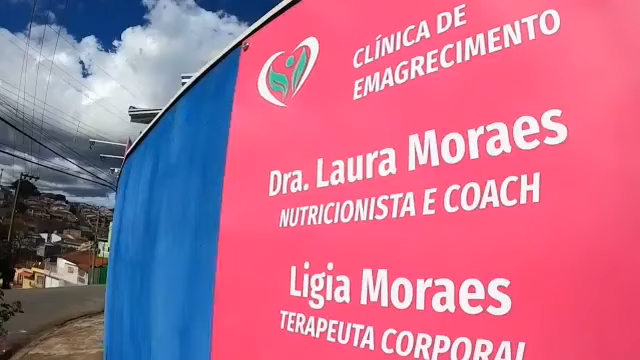 CLÍNICA DE
EMAGRECIMENTO
Dra. Laura Moraes
NUTRICIONISTA E COACH
Ligia Moraes
TERAPEUTA CORPORAL